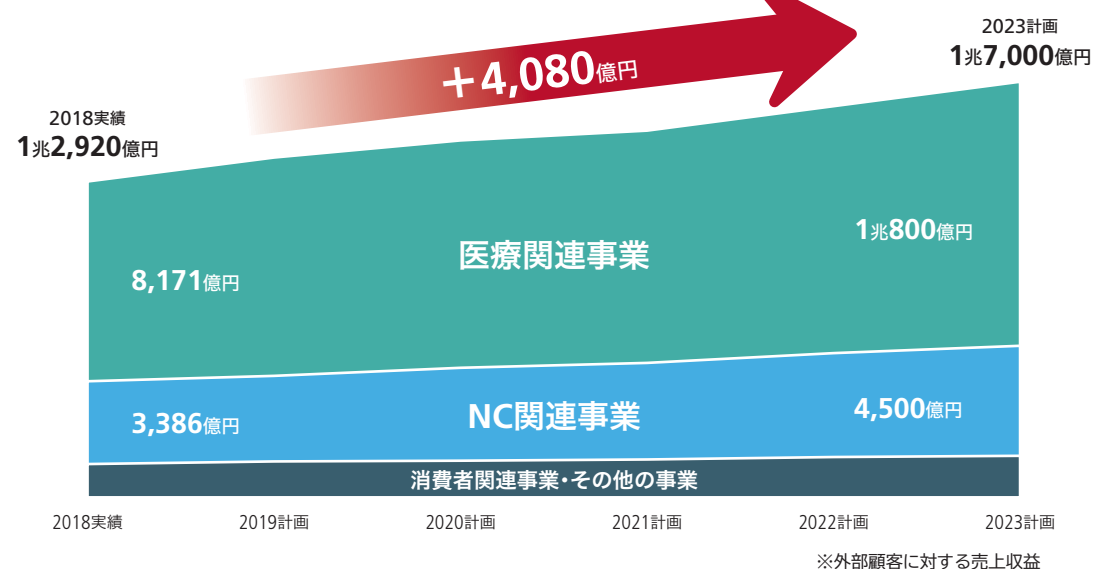 2023計画
1兆7,000億円
+4,080億円
2018実績
1兆2,920億円
1兆800億円
医療関連事業
8,171億円
NC関連事業
4,500億円
3,386億円
消費者関連事業・その他の事業
2018実績 2019計画 2020計画 2021計画 2022計画 2023計画
※外部顧客に対する売上収益